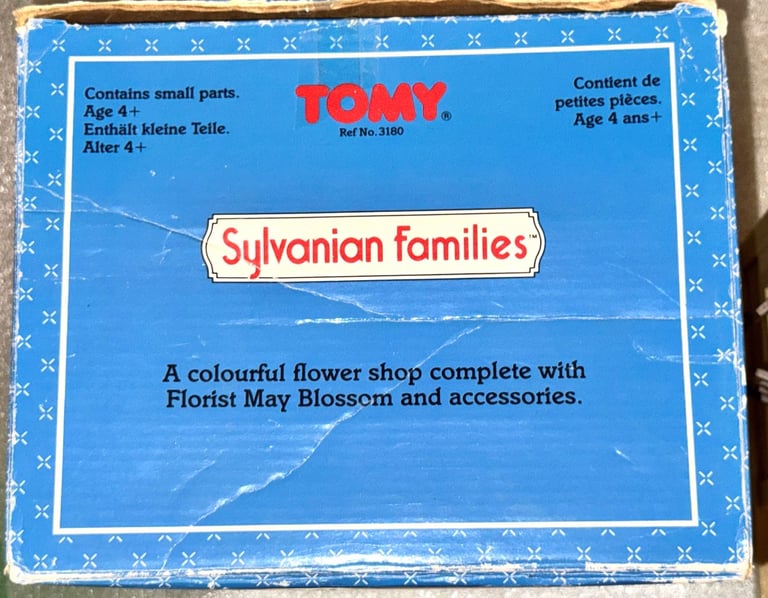 Contains small parts.
Age 4+
Enthält kleine Teile.
Alter 4+
TOMY®
Ref No. 3180
Contient de
petites pièces.
Age 4 ans+
Sylvanian Families™
A colourful flower shop complete with
Florist May Blossom and accessories.